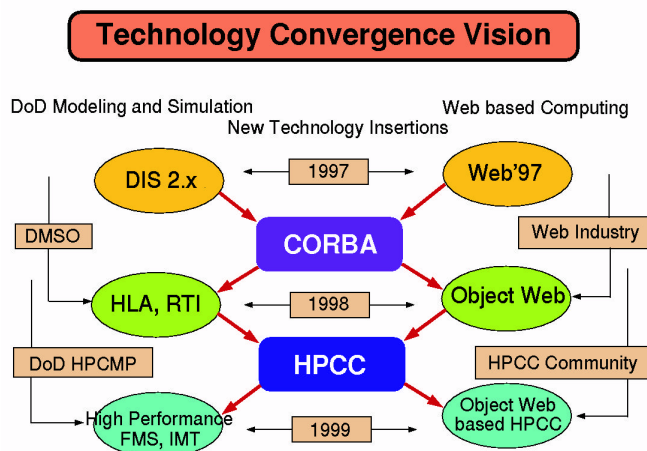 Technology Convergence Vision
DoD Modeling and Simulation
Web based Computing
New Technology Insertions
DIS 2.x
1997
Web'97
DMSO
CORBA
Web Industry
HLA, RTI
1998
Object Web
DoD HPCMP
HPCC
HPCC Community
High Performance
FMS, IMT
1999
Object Web
based HPCC